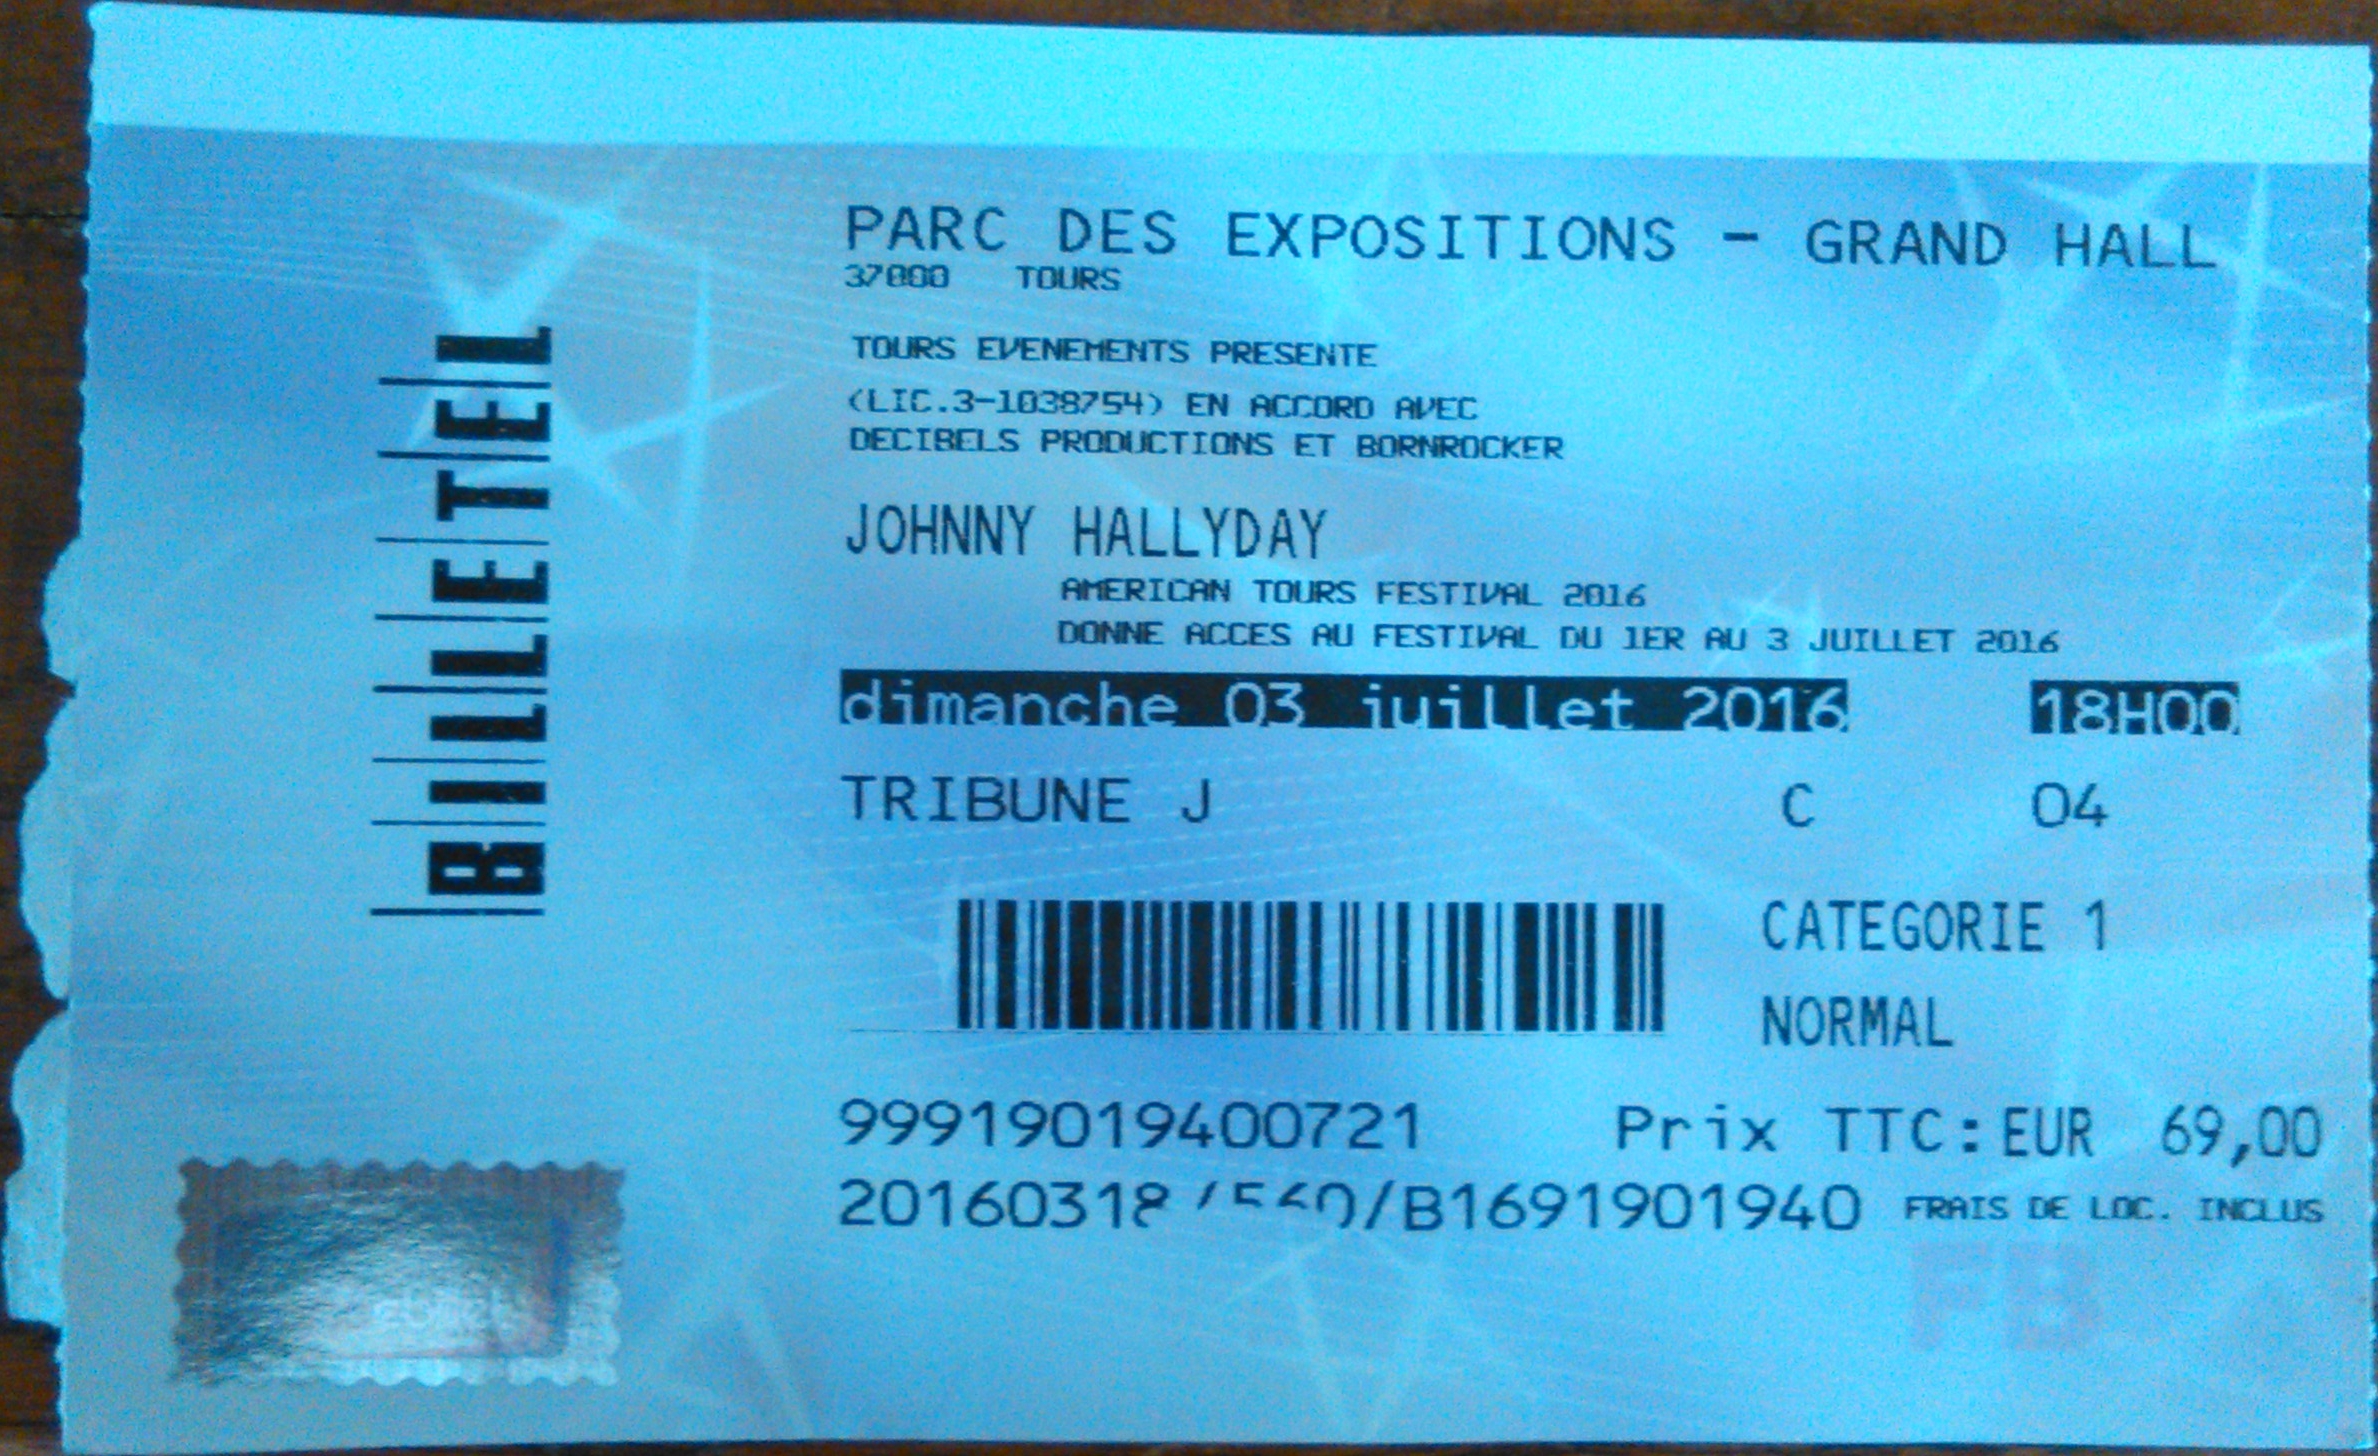 BILLETEL
PARC DES EXPOSITIONS - GRAND HALL
37000 TOURS
TOURS EVENEMENTS PRESENTE
(LIC.3-1038754) EN ACCORD AVEC
DECIBELS PRODUCTIONS ET BORNROCKER
JOHNNY HALLYDAY
AMERICAN TOURS FESTIVAL 2016
DONNE ACCES AU FESTIVAL DU 1ER AU 3 JUILLET 2016
dimanche 03 juillet 2016 18H00
TRIBUNE J C 04
CATEGORIE 1
NORMAL
99919019400721 Prix TTC:EUR 69,00
20160318 /B1691901940 FRAIS DE LOC. INCLUS
FB